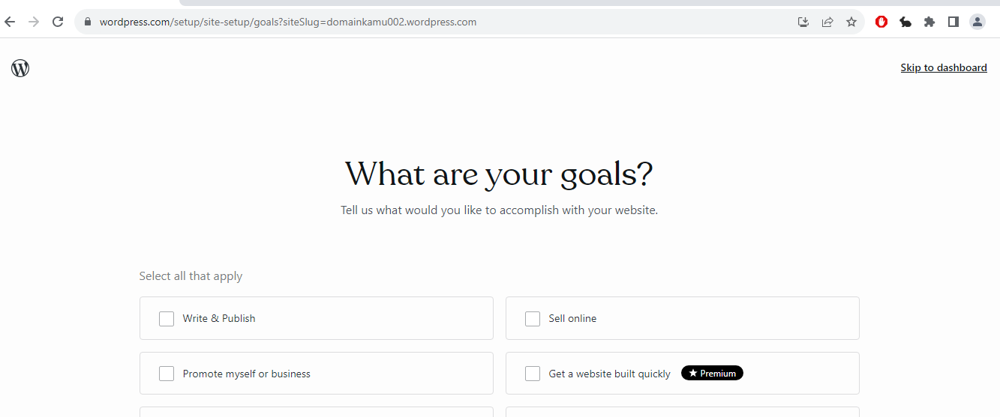 wordpress.com/setup/site-setup/goals?siteSlug=domainkamu002.wordpress.com
Skip to dashboard
What are your goals?
Tell us what would you like to accomplish with your website.
Select all that apply
Write & Publish
Sell online
Promote myself or business
Get a website built quickly ★ Premium